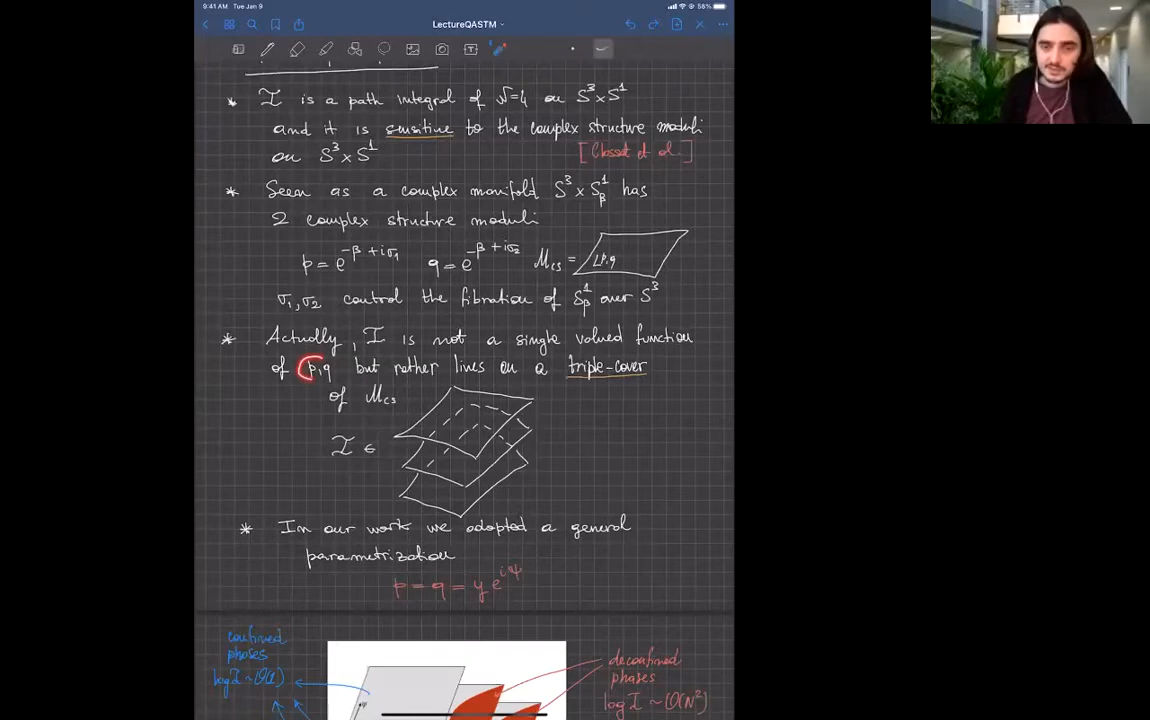 9:41 AM Tue Jan 9
58%
LectureQASTM
* I is a path integral of N=4 on S³×S¹
and it is sensitive to the complex structure moduli
on S³×S¹
[Closset et al.]
* Seen as a complex manifold S³×S¹_β has
2 complex structure moduli
p = e^{-β+iσ₁} q = e^{-β+iσ₂} M_cs = p,q
σ₁,σ₂ control the fibration of S¹_β over S³
* Actually, I is not a single valued function
of p,q but rather lives on a triple-cover
of M_cs
I ∈
* In our work we adopted a general
parametrization
p = q = y e^{iψ}
confined
phases
log I ~ O(1)
deconfined
phases
log I ~ O(N²)
ψ